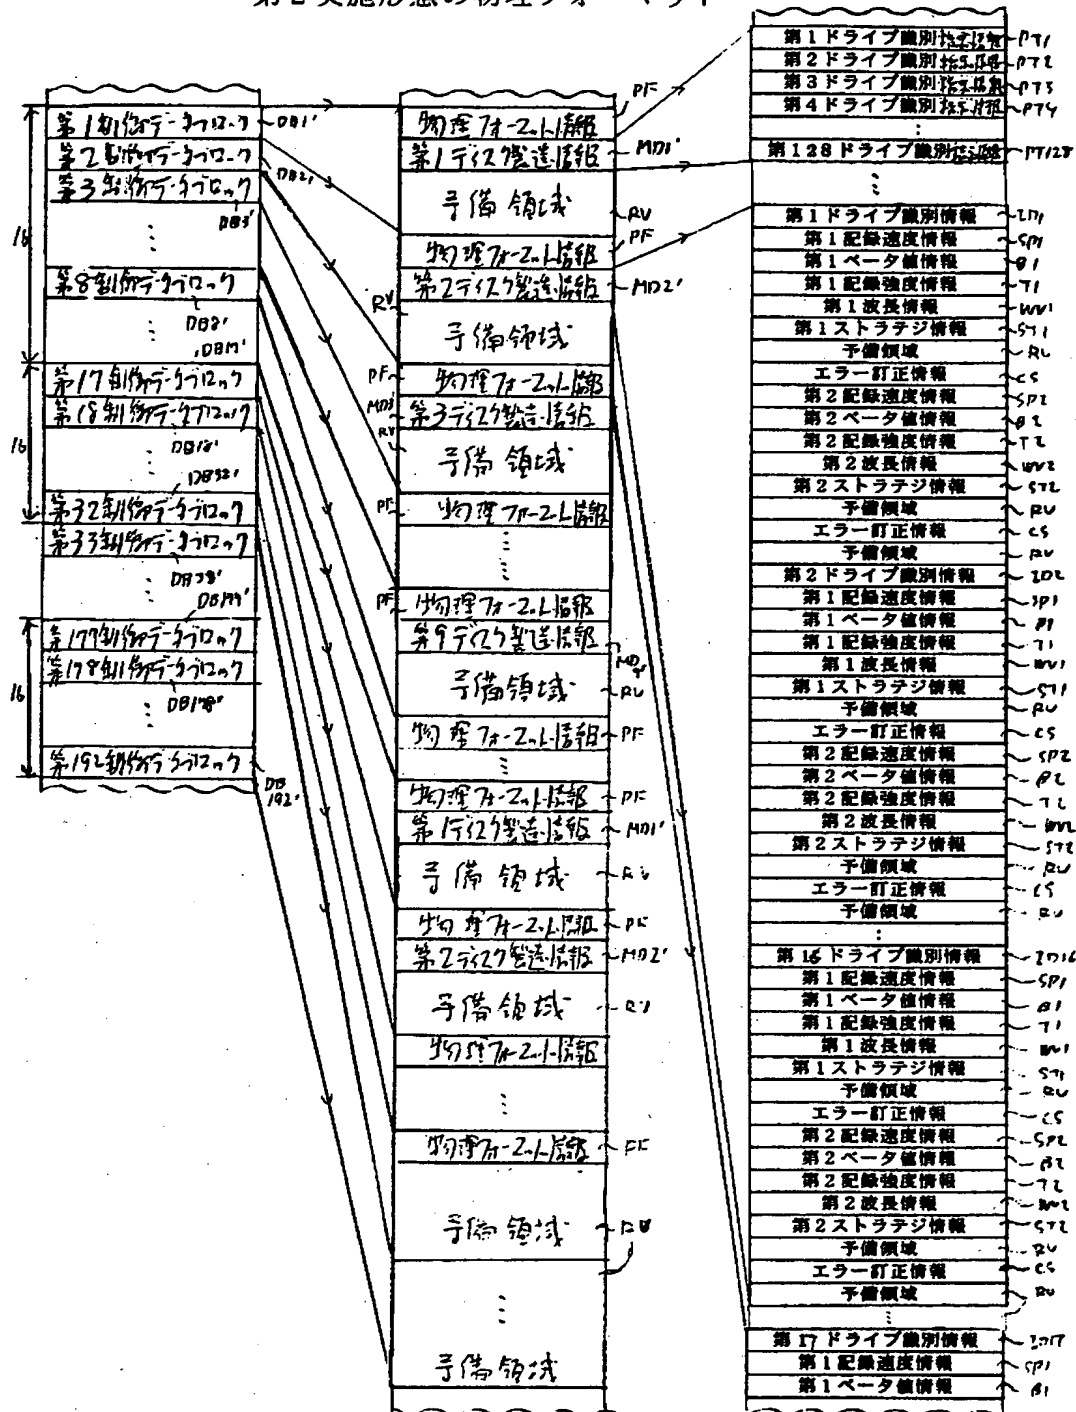 第2実施形態の物理フォーマット
16
第1制御データブロック
DB1'
第2制御データブロック
DB2'
第3制御データブロック
DB3'
⋮
第8制御データブロック
DB8'
⋮
16
第17制御データブロック
第18制御データブロック
DB18'
⋮
DB32'
第32制御データブロック
第33制御データブロック
DB33'
⋮
16
第177制御データブロック
第178制御データブロック
DB178'
⋮
第192制御データブロック
DB192'
物理フォーマット情報
PF
第1ディスク製造情報
MD1'
予備領域
RV
物理フォーマット情報
PF
第2ディスク製造情報
MD2'
予備領域
RV
物理フォーマット情報
PF
第3ディスク製造情報
予備領域
RV
物理フォーマット情報
PF
⋮
物理フォーマット情報
PF
第9ディスク製造情報
予備領域
RV
物理フォーマット情報
PF
⋮
物理フォーマット情報
PF
第1ディスク製造情報
MD1'
予備領域
物理フォーマット情報
PF
第2ディスク製造情報
MD2'
予備領域
物理フォーマット情報
⋮
物理フォーマット情報
PF
予備領域
RV
⋮
予備領域
第1ドライブ識別指示情報
PT1
第2ドライブ識別指示情報
PT2
第3ドライブ識別指示情報
PT3
第4ドライブ識別指示情報
PT4
⋮
第128ドライブ識別指示情報
PT128
⋮
第1ドライブ識別情報
ID1
第1記録速度情報
SP1
第1ベータ値情報
β1
第1記録強度情報
T1
第1波長情報
WV1
第1ストラテジ情報
ST1
予備領域
RV
エラー訂正情報
CS
第2記録速度情報
SP2
第2ベータ値情報
β2
第2記録強度情報
T2
第2波長情報
WV2
第2ストラテジ情報
ST2
予備領域
RV
エラー訂正情報
CS
予備領域
RV
第2ドライブ識別情報
ID2
第1記録速度情報
SP1
第1ベータ値情報
β1
第1記録強度情報
T1
第1波長情報
WV1
第1ストラテジ情報
ST1
予備領域
RV
エラー訂正情報
CS
第2記録速度情報
SP2
第2ベータ値情報
β2
第2記録強度情報
T2
第2波長情報
WV2
第2ストラテジ情報
ST2
予備領域
RV
エラー訂正情報
CS
予備領域
RV
⋮
第16ドライブ識別情報
ID16
第1記録速度情報
SP1
第1ベータ値情報
β1
第1記録強度情報
T1
第1波長情報
WV1
第1ストラテジ情報
ST1
予備領域
RV
エラー訂正情報
CS
第2記録速度情報
SP2
第2ベータ値情報
β2
第2記録強度情報
T2
第2波長情報
WV2
第2ストラテジ情報
ST2
予備領域
RV
エラー訂正情報
CS
予備領域
RV
⋮
第17ドライブ識別情報
ID17
第1記録速度情報
SP1
第1ベータ値情報
β1